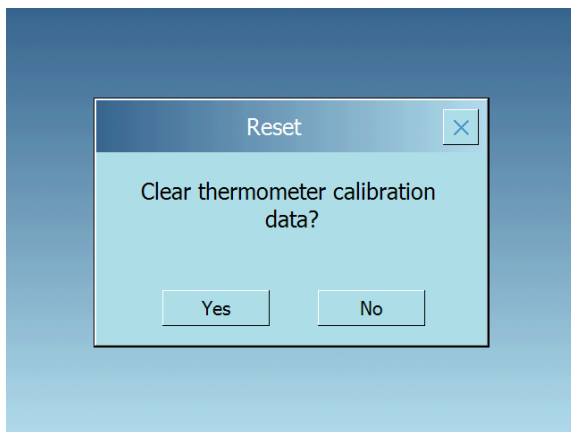 Reset
Clear thermometer calibration
data?
Yes No